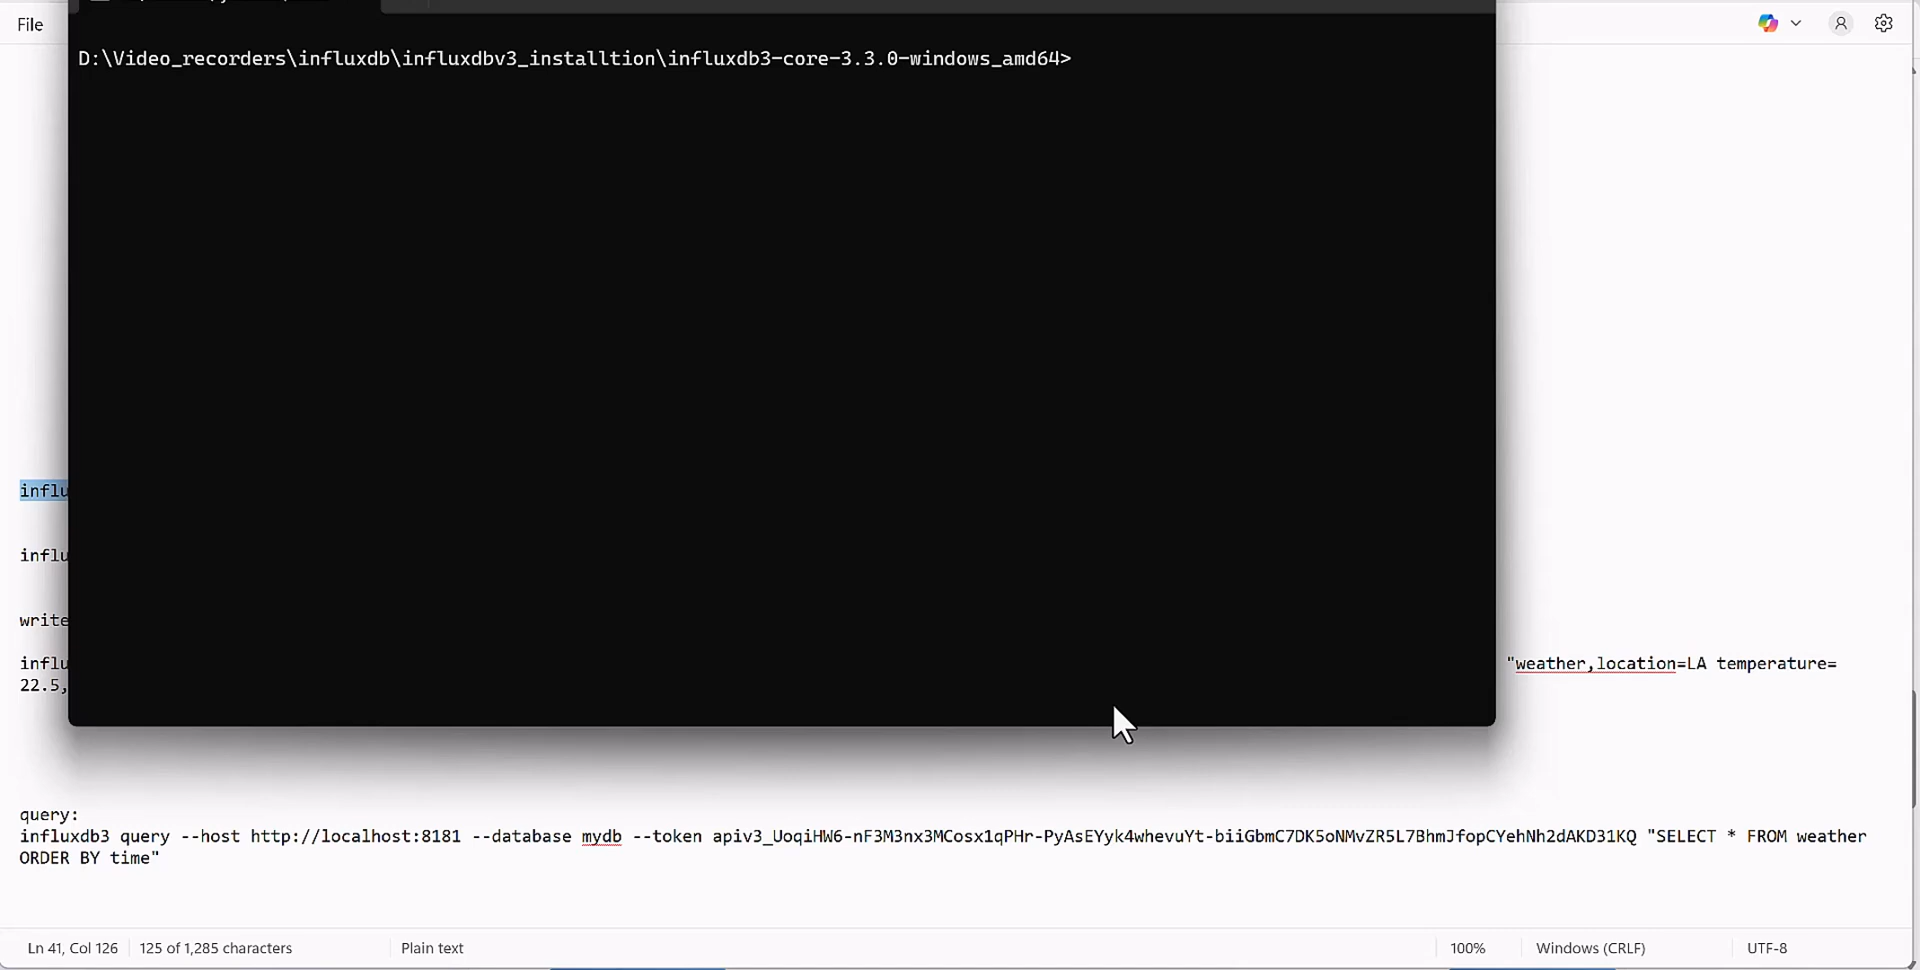 File
D:\Video_recorders\influxdb\influxdbv3_installtion\influxdb3-core-3.3.0-windows_amd64>
influ
influ
write
influ "weather,location=LA temperature=
22.5,
query:
influxdb3 query --host http://localhost:8181 --database mydb --token apiv3_UoqiHW6-nF3M3nx3MCosx1qPHr-PyAsEYyk4whevuYt-biiGbmC7DK5oNMvZR5L7BhmJfopCYehNh2dAKD31KQ "SELECT * FROM weather
ORDER BY time"
Ln 41, Col 126 125 of 1,285 characters Plain text 100% Windows (CRLF) UTF-8